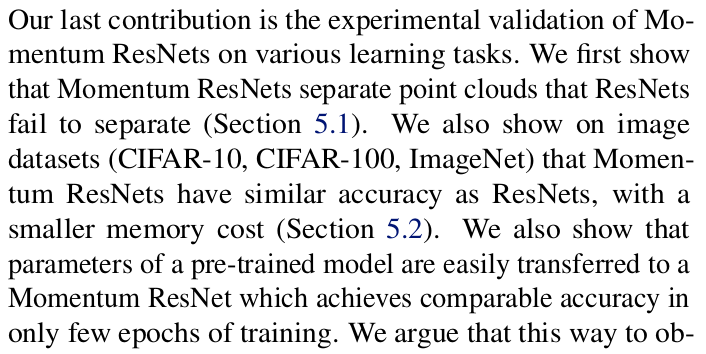 Our last contribution is the experimental validation of Mo-
mentum ResNets on various learning tasks. We first show
that Momentum ResNets separate point clouds that ResNets
fail to separate (Section 5.1). We also show on image
datasets (CIFAR-10, CIFAR-100, ImageNet) that Momen-
tum ResNets have similar accuracy as ResNets, with a
smaller memory cost (Section 5.2). We also show that
parameters of a pre-trained model are easily transferred to a
Momentum ResNet which achieves comparable accuracy in
only few epochs of training. We argue that this way to ob-